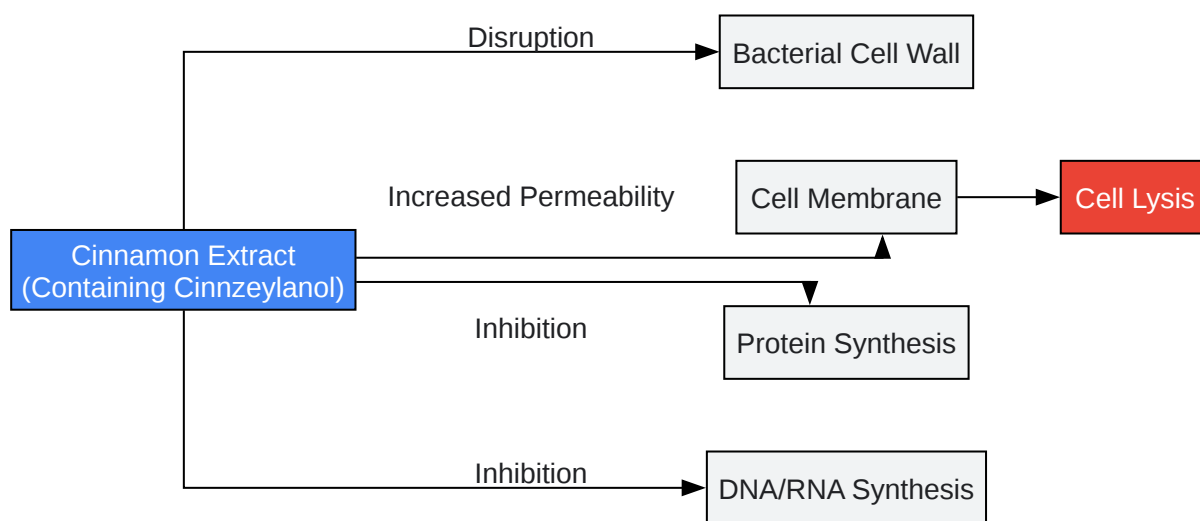 Disruption
Bacterial Cell Wall
Increased Permeability
Cell Membrane
Cell Lysis
Cinnamon Extract
(Containing Cinnzeylanol)
Inhibition
Protein Synthesis
Inhibition
DNA/RNA Synthesis